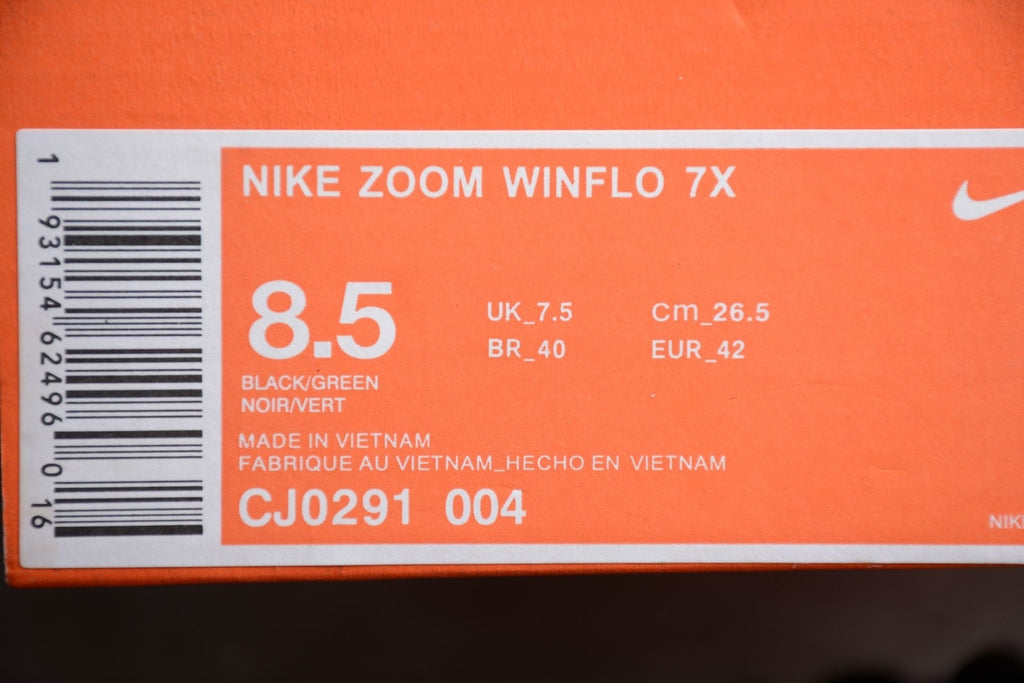 NIKE ZOOM WINFLO 7X
8.5
UK_7.5
Cm_26.5
BR_40
EUR_42
BLACK/GREEN
NOIR/VERT
MADE IN VIETNAM
FABRIQUE AU VIETNAM_HECHO EN VIETNAM
CJ0291 004
1 93154 62496 0 16